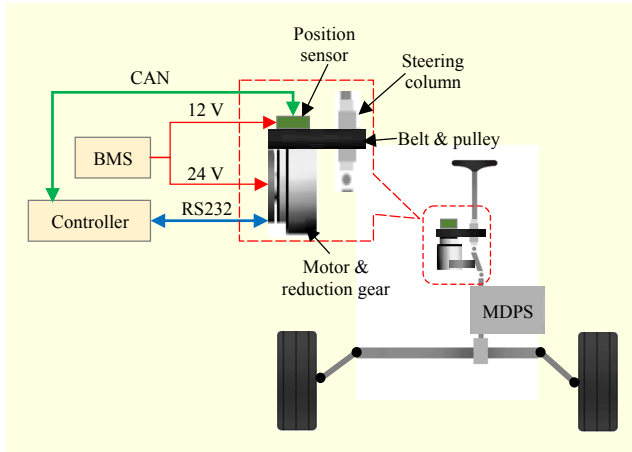 Position
sensor
Steering
column
CAN
12 V
Belt & pulley
BMS
24 V
Controller
RS232
Motor &
reduction gear
MDPS